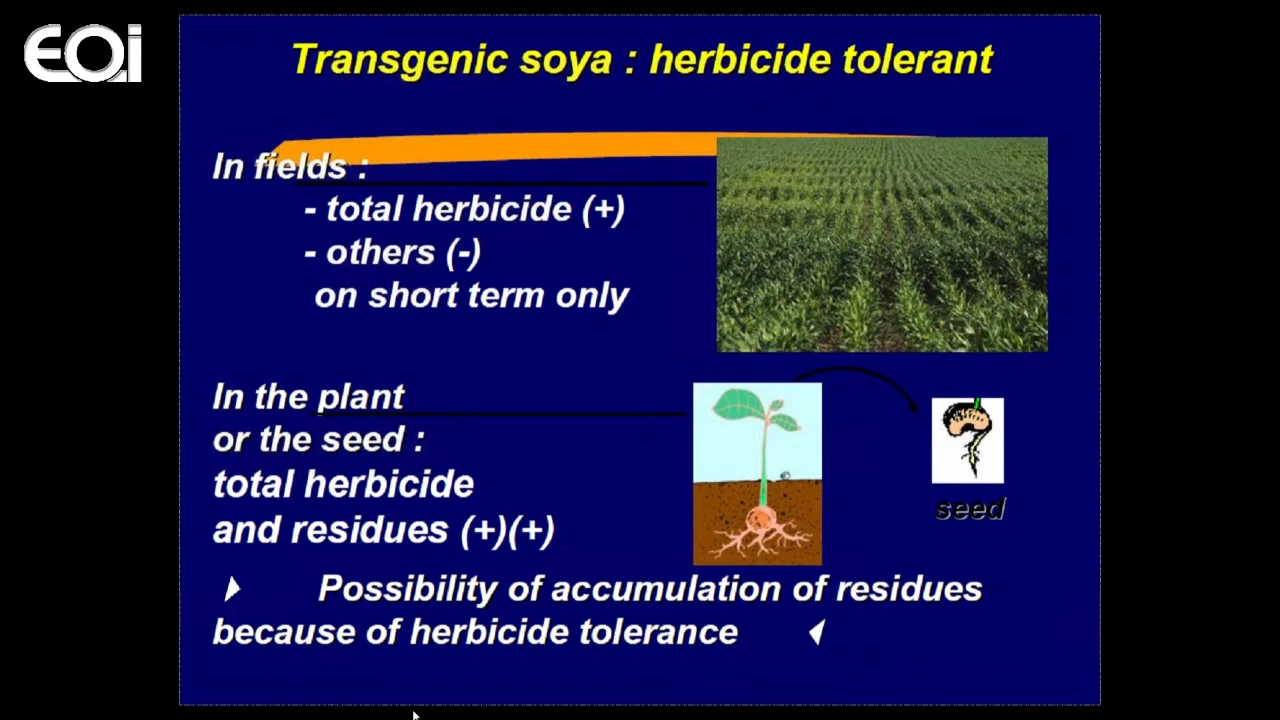 EOi
Transgenic soya : herbicide tolerant
In fields :
- total herbicide (+)
- others (-)
on short term only
In the plant
or the seed :
total herbicide
and residues (+)(+)
seed
Possibility of accumulation of residues
because of herbicide tolerance